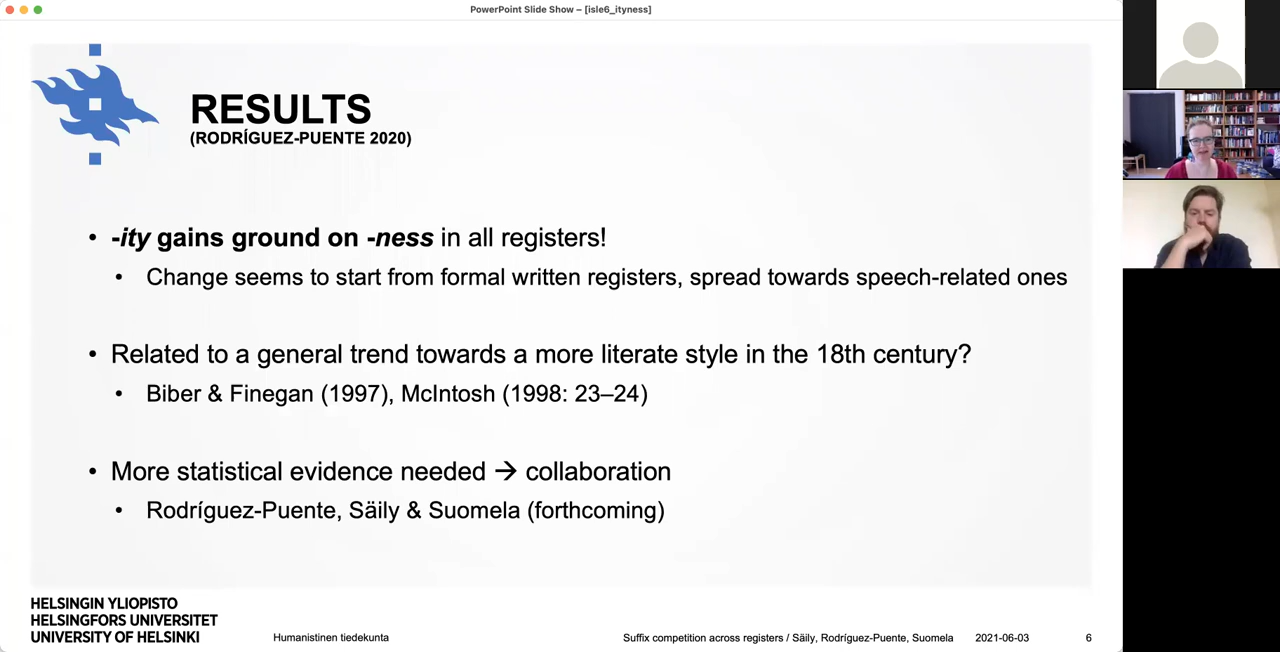 PowerPoint Slide Show – [isle6_ityness]
RESULTS
(RODRÍGUEZ-PUENTE 2020)
• -ity gains ground on -ness in all registers!
• Change seems to start from formal written registers, spread towards speech-related ones
• Related to a general trend towards a more literate style in the 18th century?
• Biber & Finegan (1997), McIntosh (1998: 23–24)
• More statistical evidence needed → collaboration
• Rodríguez-Puente, Säily & Suomela (forthcoming)
HELSINGIN YLIOPISTO
HELSINGFORS UNIVERSITET
UNIVERSITY OF HELSINKI
Humanistinen tiedekunta
Suffix competition across registers / Säily, Rodríguez-Puente, Suomela
2021-06-03
6